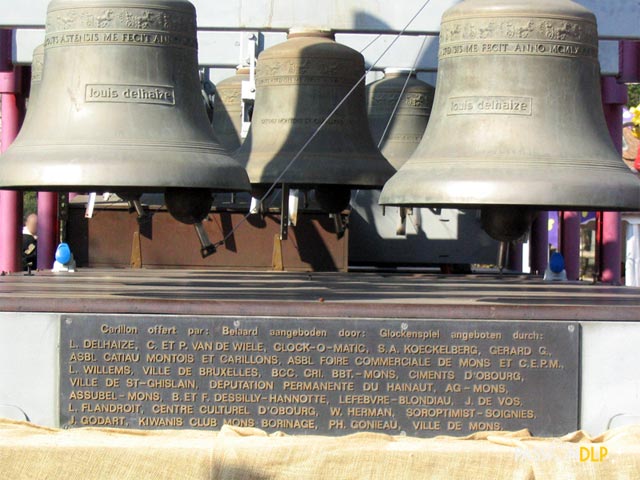 ASTENSIS ME FECIT ANN
louis delhaize
ME FECIT ANNO MCMLX
louis delhaize
Carillon offert par: Belaard aangeboden door: Glockenspiel angeboten durch:
L. DELHAIZE, C. ET P. VAN DE WIELE, CLOCK-O-MATIC, S.A. KOECKELBERG, GERARD G.,
ASBL CATIAU MONTOIS ET CARILLONS, ASBL FOIRE COMMERCIALE DE MONS ET C.E.P.M.,
L. WILLEMS, VILLE DE BRUXELLES, BCC. CRI. BBT.-MONS, CIMENTS D'OBOURG,
VILLE DE ST-GHISLAIN, DEPUTATION PERMANENTE DU HAINAUT, AG-MONS,
ASSUBEL-MONS, B. ET F. DESSILLY-HANNOTTE, LEFEBVRE-BLONDIAU, J. DE VOS,
L. FLANDROIT, CENTRE CULTUREL D'OBOURG, W. HERMAN, SOROPTIMIST-SOIGNIES,
J. GODART, KIWANIS CLUB MONS BORINAGE, PH. GONIEAU, VILLE DE MONS.
DLP